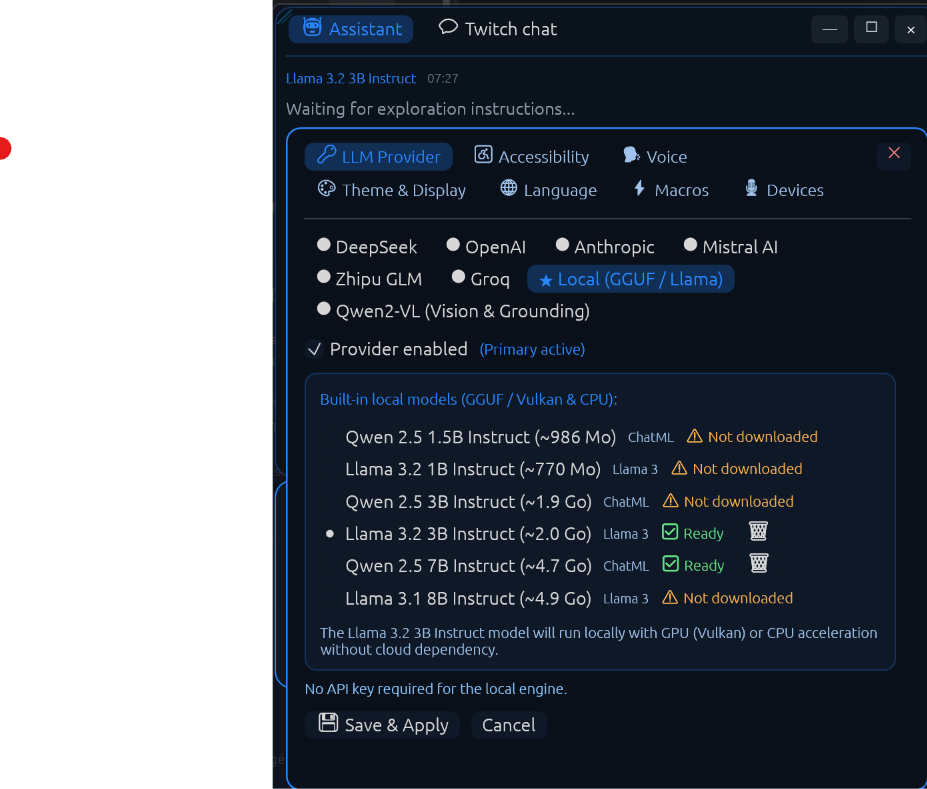 Assistant Twitch chat
Llama 3.2 3B Instruct 07:27
Waiting for exploration instructions...
LLM Provider Accessibility Voice
Theme & Display Language Macros Devices
DeepSeek OpenAI Anthropic Mistral AI
Zhipu GLM Groq Local (GGUF / Llama)
Qwen2-VL (Vision & Grounding)
Provider enabled (Primary active)
Built-in local models (GGUF / Vulkan & CPU):
Qwen 2.5 1.5B Instruct (~986 Mo) ChatML Not downloaded
Llama 3.2 1B Instruct (~770 Mo) Llama 3 Not downloaded
Qwen 2.5 3B Instruct (~1.9 Go) ChatML Not downloaded
Llama 3.2 3B Instruct (~2.0 Go) Llama 3 Ready
Qwen 2.5 7B Instruct (~4.7 Go) ChatML Ready
Llama 3.1 8B Instruct (~4.9 Go) Llama 3 Not downloaded
The Llama 3.2 3B Instruct model will run locally with GPU (Vulkan) or CPU acceleration
without cloud dependency.
No API key required for the local engine.
Save & Apply Cancel